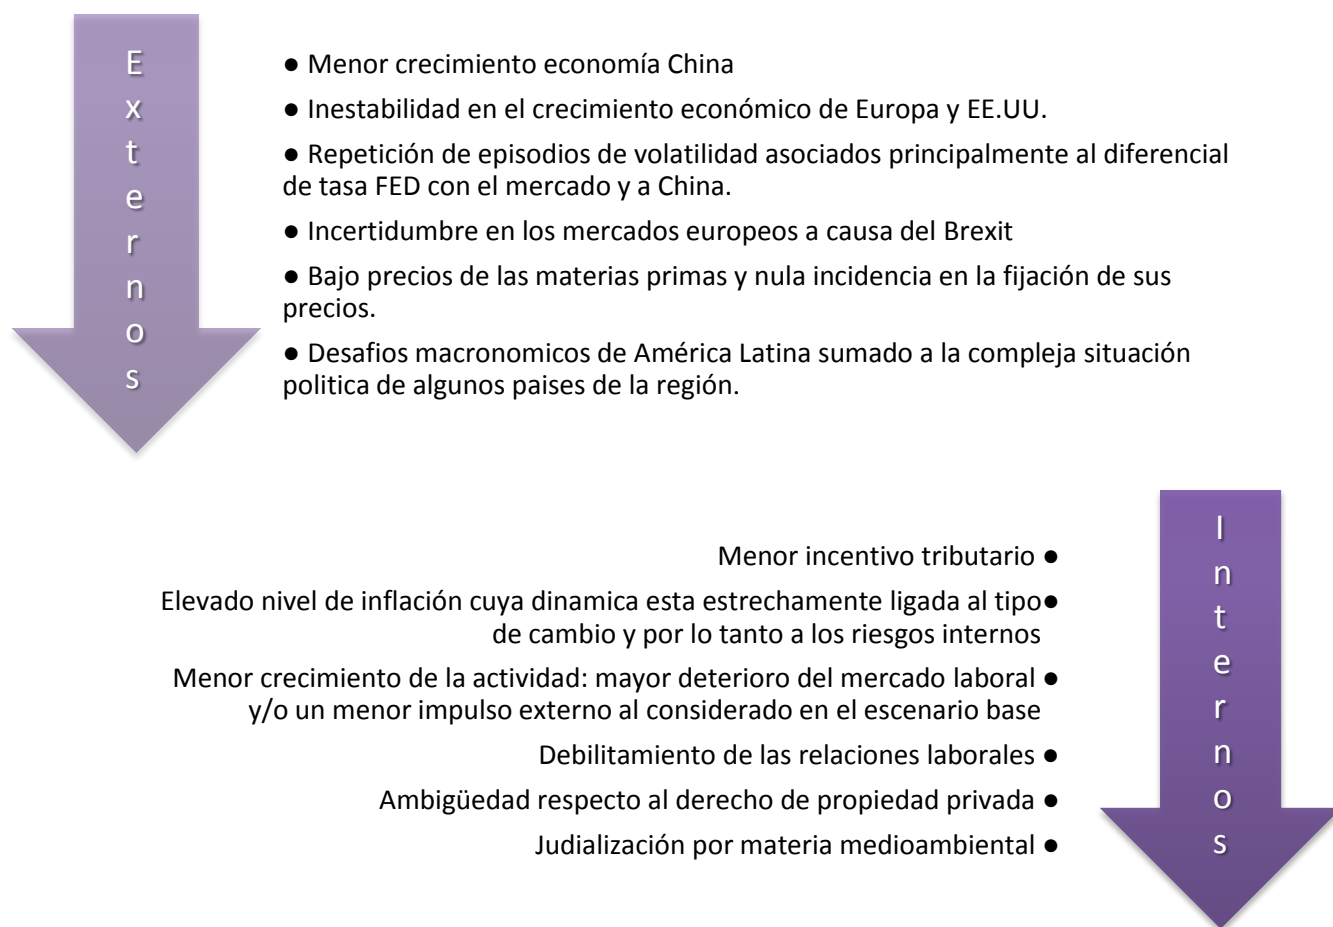 Externos
● Menor crecimiento economía China
● Inestabilidad en el crecimiento económico de Europa y EE.UU.
● Repetición de episodios de volatilidad asociados principalmente al diferencial
de tasa FED con el mercado y a China.
● Incertidumbre en los mercados europeos a causa del Brexit
● Bajo precios de las materias primas y nula incidencia en la fijación de sus
precios.
● Desafios macronomicos de América Latina sumado a la compleja situación
politica de algunos paises de la región.
Internos
Menor incentivo tributario ●
Elevado nivel de inflación cuya dinamica esta estrechamente ligada al tipo●
de cambio y por lo tanto a los riesgos internos
Menor crecimiento de la actividad: mayor deterioro del mercado laboral ●
y/o un menor impulso externo al considerado en el escenario base
Debilitamiento de las relaciones laborales ●
Ambigüedad respecto al derecho de propiedad privada ●
Judialización por materia medioambiental ●